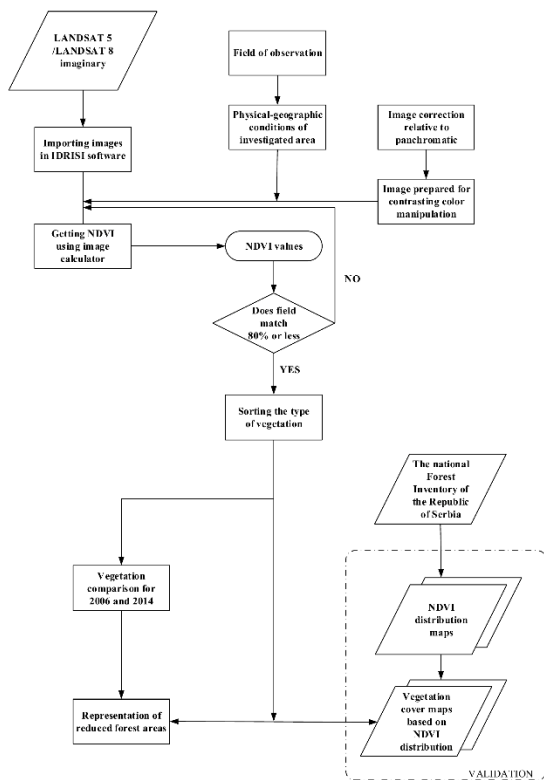 LANDSAT 5
/LANDSAT 8
imaginary
Field of observation
Importing images
in IDRISI software
Physical-geographic
conditions of
investigated area
Image correction
relative to
panchromatic
Image prepared for
contrasting color
manipulation
Getting NDVI
using image
calculator
NDVI values
NO
Does field
match
80% or less
YES
Sorting the type
of vegetation
The national
Forest
Inventory of
the Republic
of Serbia
Vegetation
comparison for
2006 and 2014
NDVI
distribution
maps
Representation of
reduced forest areas
Vegetation
cover maps
based on
NDVI
distribution
VALIDATION